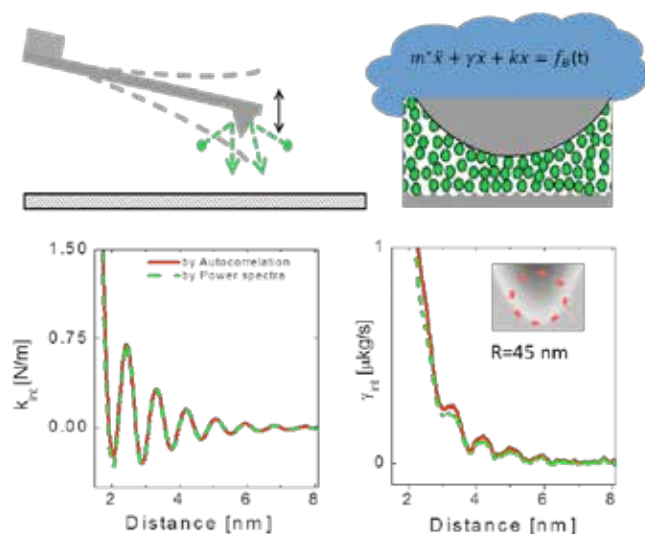 m*ẍ + γẋ + kx = f_B(t)
1.50
0.75
0.00
k_int [N/m]
by Autocorrelation
by Power spectra
2 4 6 8
Distance [nm]
1
1
γ_int [μkg/s]
R=45 nm
2 4 6 8
Distance [nm]